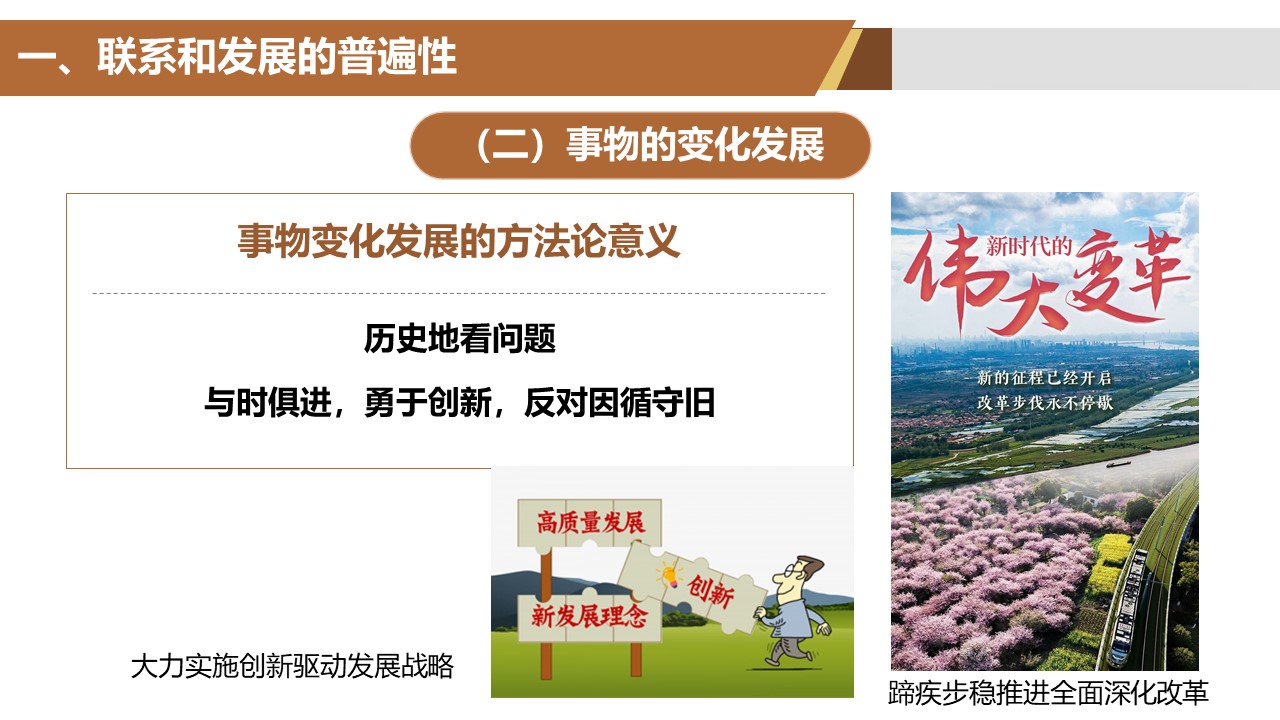 一、联系和发展的普遍性
（二）事物的变化发展
事物变化发展的方法论意义
历史地看问题
与时俱进，勇于创新，反对因循守旧
新时代的
伟大变革
新的征程已经开启
改革步伐永不停歇
高质量发展
创新
新发展理念
大力实施创新驱动发展战略
蹄疾步稳推进全面深化改革